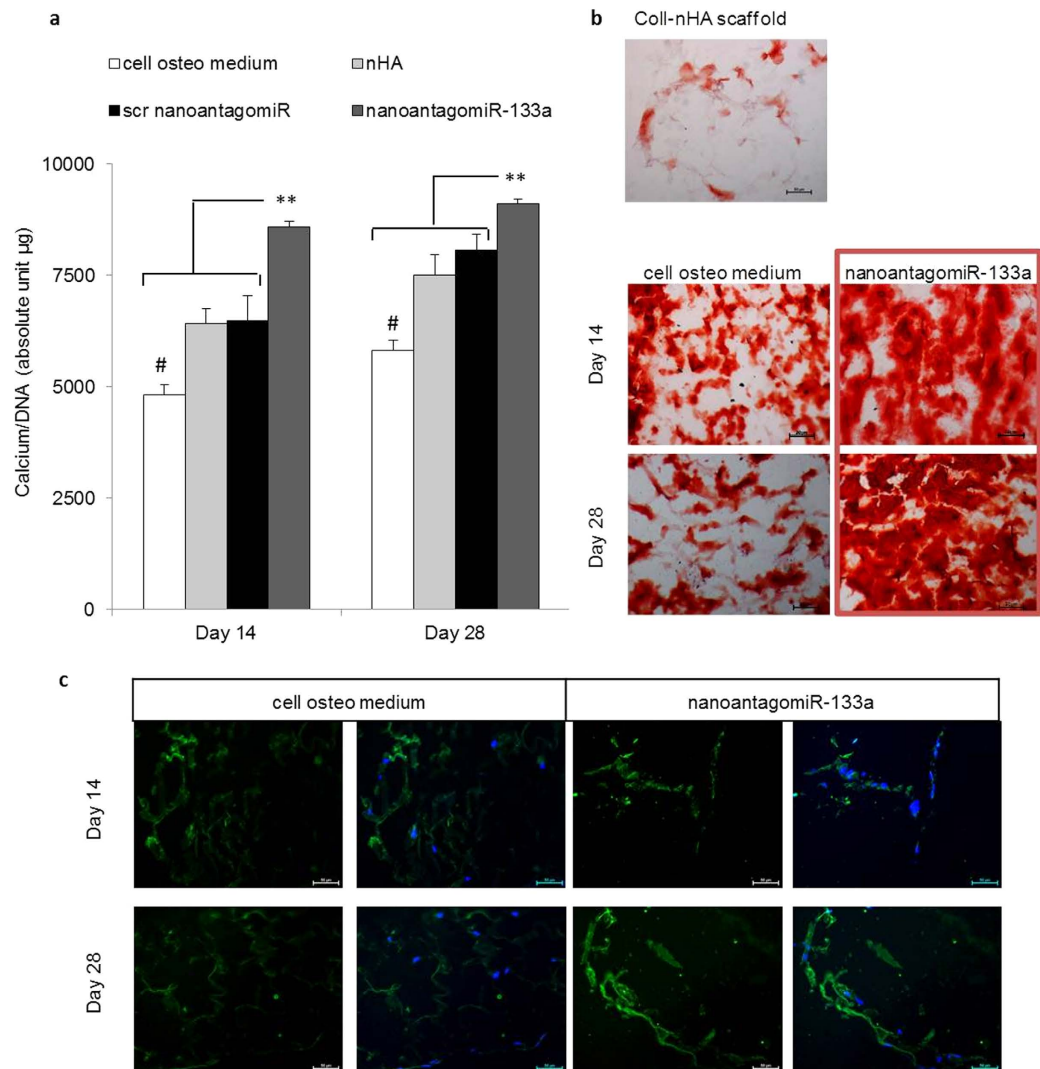 a
cell osteo medium
nHA
scr nanoantagomiR
nanoantagomiR-133a
Calcium/DNA (absolute unit µg)
10000
7500
5000
2500
0
#
**
#
**
Day 14
Day 28
b
Coll-nHA scaffold
cell osteo medium
nanoantagomiR-133a
Day 14
Day 28
c
cell osteo medium
nanoantagomiR-133a
Day 14
Day 28